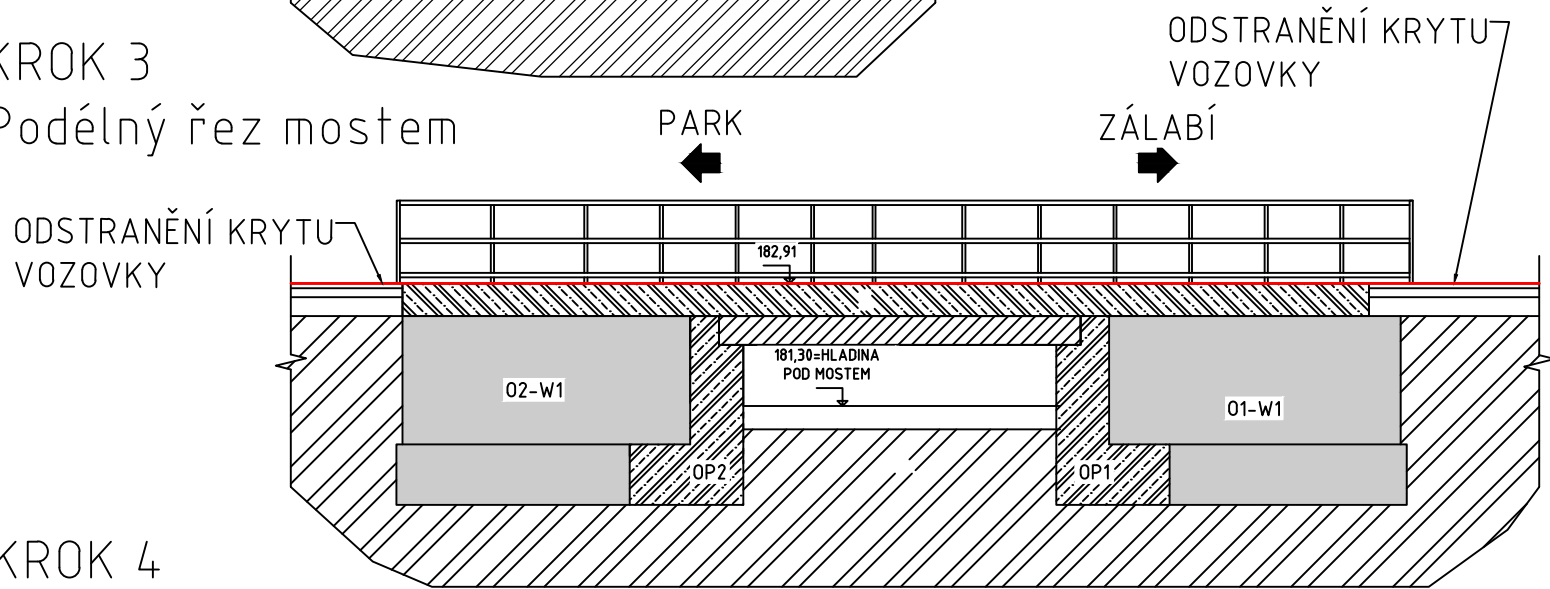 KROK 3
Podélný řez mostem
ODSTRANĚNÍ KRYTU
VOZOVKY
PARK
ZÁLABÍ
ODSTRANĚNÍ KRYTU
VOZOVKY
182,91
181,30=HLADINA
POD MOSTEM
O2-W1
O1-W1
OP2
OP1
KROK 4